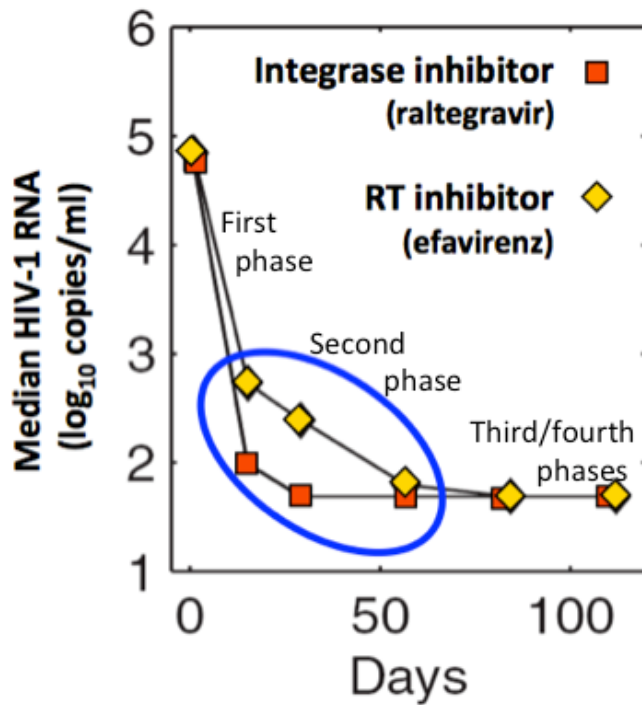 6
5
4
3
2
1
Median HIV-1 RNA
(log₁₀ copies/ml)
Integrase inhibitor
(raltegravir)
RT inhibitor
(efavirenz)
First
phase
Second
phase
Third/fourth
phases
0
50
100
Days